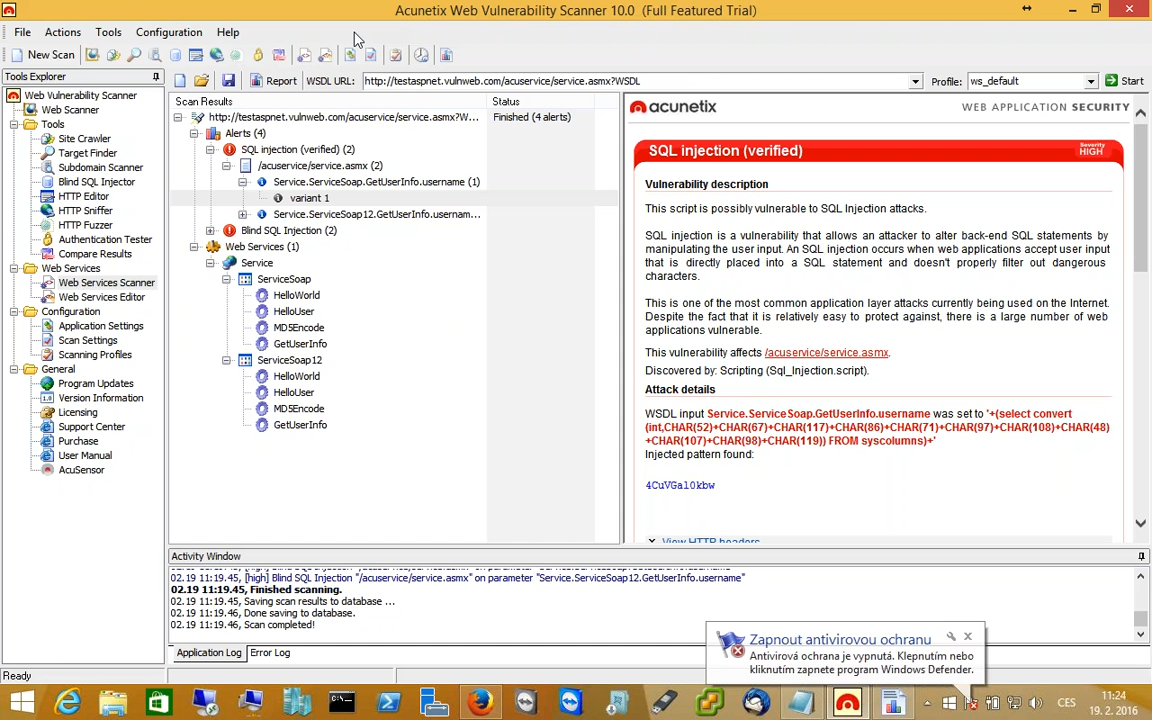 Acunetix Web Vulnerability Scanner 10.0 (Full Featured Trial)
File Actions Tools Configuration Help
New Scan
Tools Explorer
Web Vulnerability Scanner
Web Scanner
Tools
Site Crawler
Target Finder
Subdomain Scanner
Blind SQL Injector
HTTP Editor
HTTP Sniffer
HTTP Fuzzer
Authentication Tester
Compare Results
Web Services
Web Services Scanner
Web Services Editor
Configuration
Application Settings
Scan Settings
Scanning Profiles
General
Program Updates
Version Information
Licensing
Support Center
Purchase
User Manual
AcuSensor
Report WSDL URL: http://testaspnet.vulnweb.com/acuservice/service.asmx?WSDL Profile: ws_default Start
Scan Results Status
http://testaspnet.vulnweb.com/acuservice/service.asmx?W... Finished (4 alerts)
Alerts (4)
SQL injection (verified) (2)
/acuservice/service.asmx (2)
Service.ServiceSoap.GetUserInfo.username (1)
variant 1
Service.ServiceSoap12.GetUserInfo.usernam...
Blind SQL Injection (2)
Web Services (1)
Service
ServiceSoap
HelloWorld
HelloUser
MD5Encode
GetUserInfo
ServiceSoap12
HelloWorld
HelloUser
MD5Encode
GetUserInfo
acunetix WEB APPLICATION SECURITY
SQL injection (verified) Severity
HIGH
Vulnerability description
This script is possibly vulnerable to SQL Injection attacks.
SQL injection is a vulnerability that allows an attacker to alter back-end SQL statements by
manipulating the user input. An SQL injection occurs when web applications accept user input
that is directly placed into a SQL statement and doesn't properly filter out dangerous
characters.
This is one of the most common application layer attacks currently being used on the Internet.
Despite the fact that it is relatively easy to protect against, there is a large number of web
applications vulnerable.
This vulnerability affects /acuservice/service.asmx.
Discovered by: Scripting (Sql_Injection.script).
Attack details
WSDL input Service.ServiceSoap.GetUserInfo.username was set to '+(select convert
(int,CHAR(52)+CHAR(67)+CHAR(117)+CHAR(86)+CHAR(71)+CHAR(97)+CHAR(108)+CHAR(48)
+CHAR(107)+CHAR(98)+CHAR(119)) FROM syscolumns)+'
Injected pattern found:
4CuVGal0kbw
View HTTP headers
Activity Window
02.19 11:19.45, [high] Blind SQL Injection "/acuservice/service.asmx" on parameter "Service.ServiceSoap12.GetUserInfo.username"
02.19 11:19.45, Finished scanning.
02.19 11:19.45, Saving scan results to database ...
02.19 11:19.46, Done saving to database.
02.19 11:19.46, Scan completed!
Application Log Error Log
Ready
Zapnout antivirovou ochranu
Antivirová ochrana je vypnutá. Klepnutím nebo
kliknutím zapnete program Windows Defender.
CES
11:24
19. 2. 2016